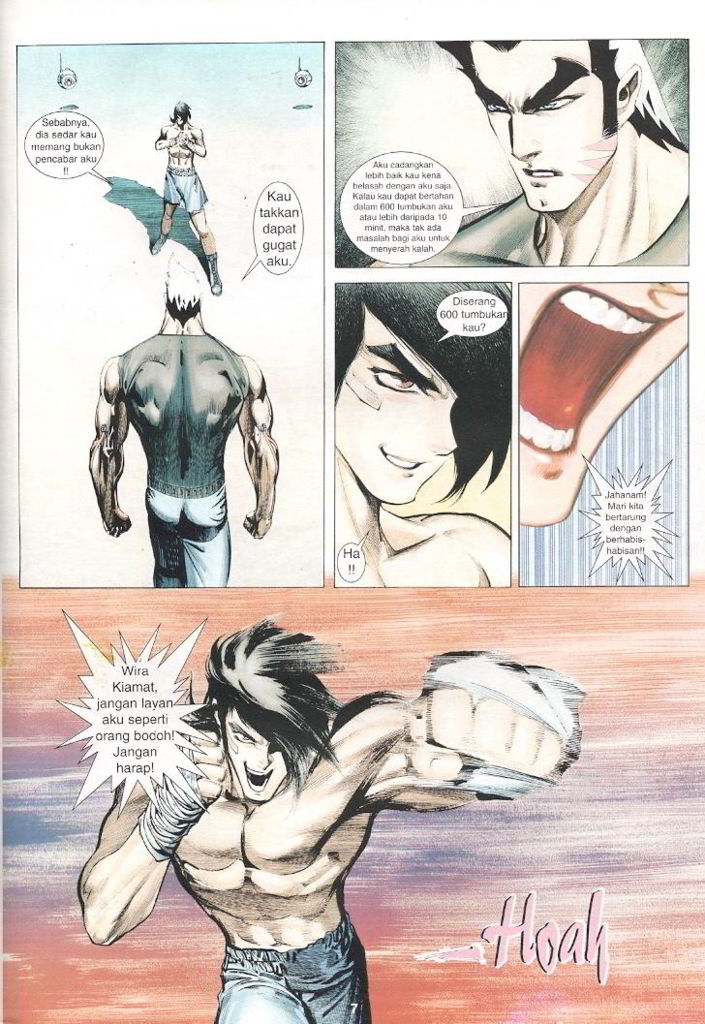 Sebabnya,
dia sedar kau
memang bukan
pencabar aku
!!
Kau
takkan
dapat
gugat
aku.
Aku cadangkan
lebih baik kau kena
belasah dengan aku saja.
Kalau kau dapat bertahan
dalam 600 tumbukan aku
atau lebih daripada 10
minit, maka tak ada
masalah bagi aku untuk
menyerah kalah.
Diserang
600 tumbukan
kau?
Ha
!!
Jahanam!
Mari kita
bertarung
dengan
berhabis-
habisan!!
Wira
Kiamat,
jangan layan
aku seperti
orang bodoh!
Jangan
harap!
Hoah
7